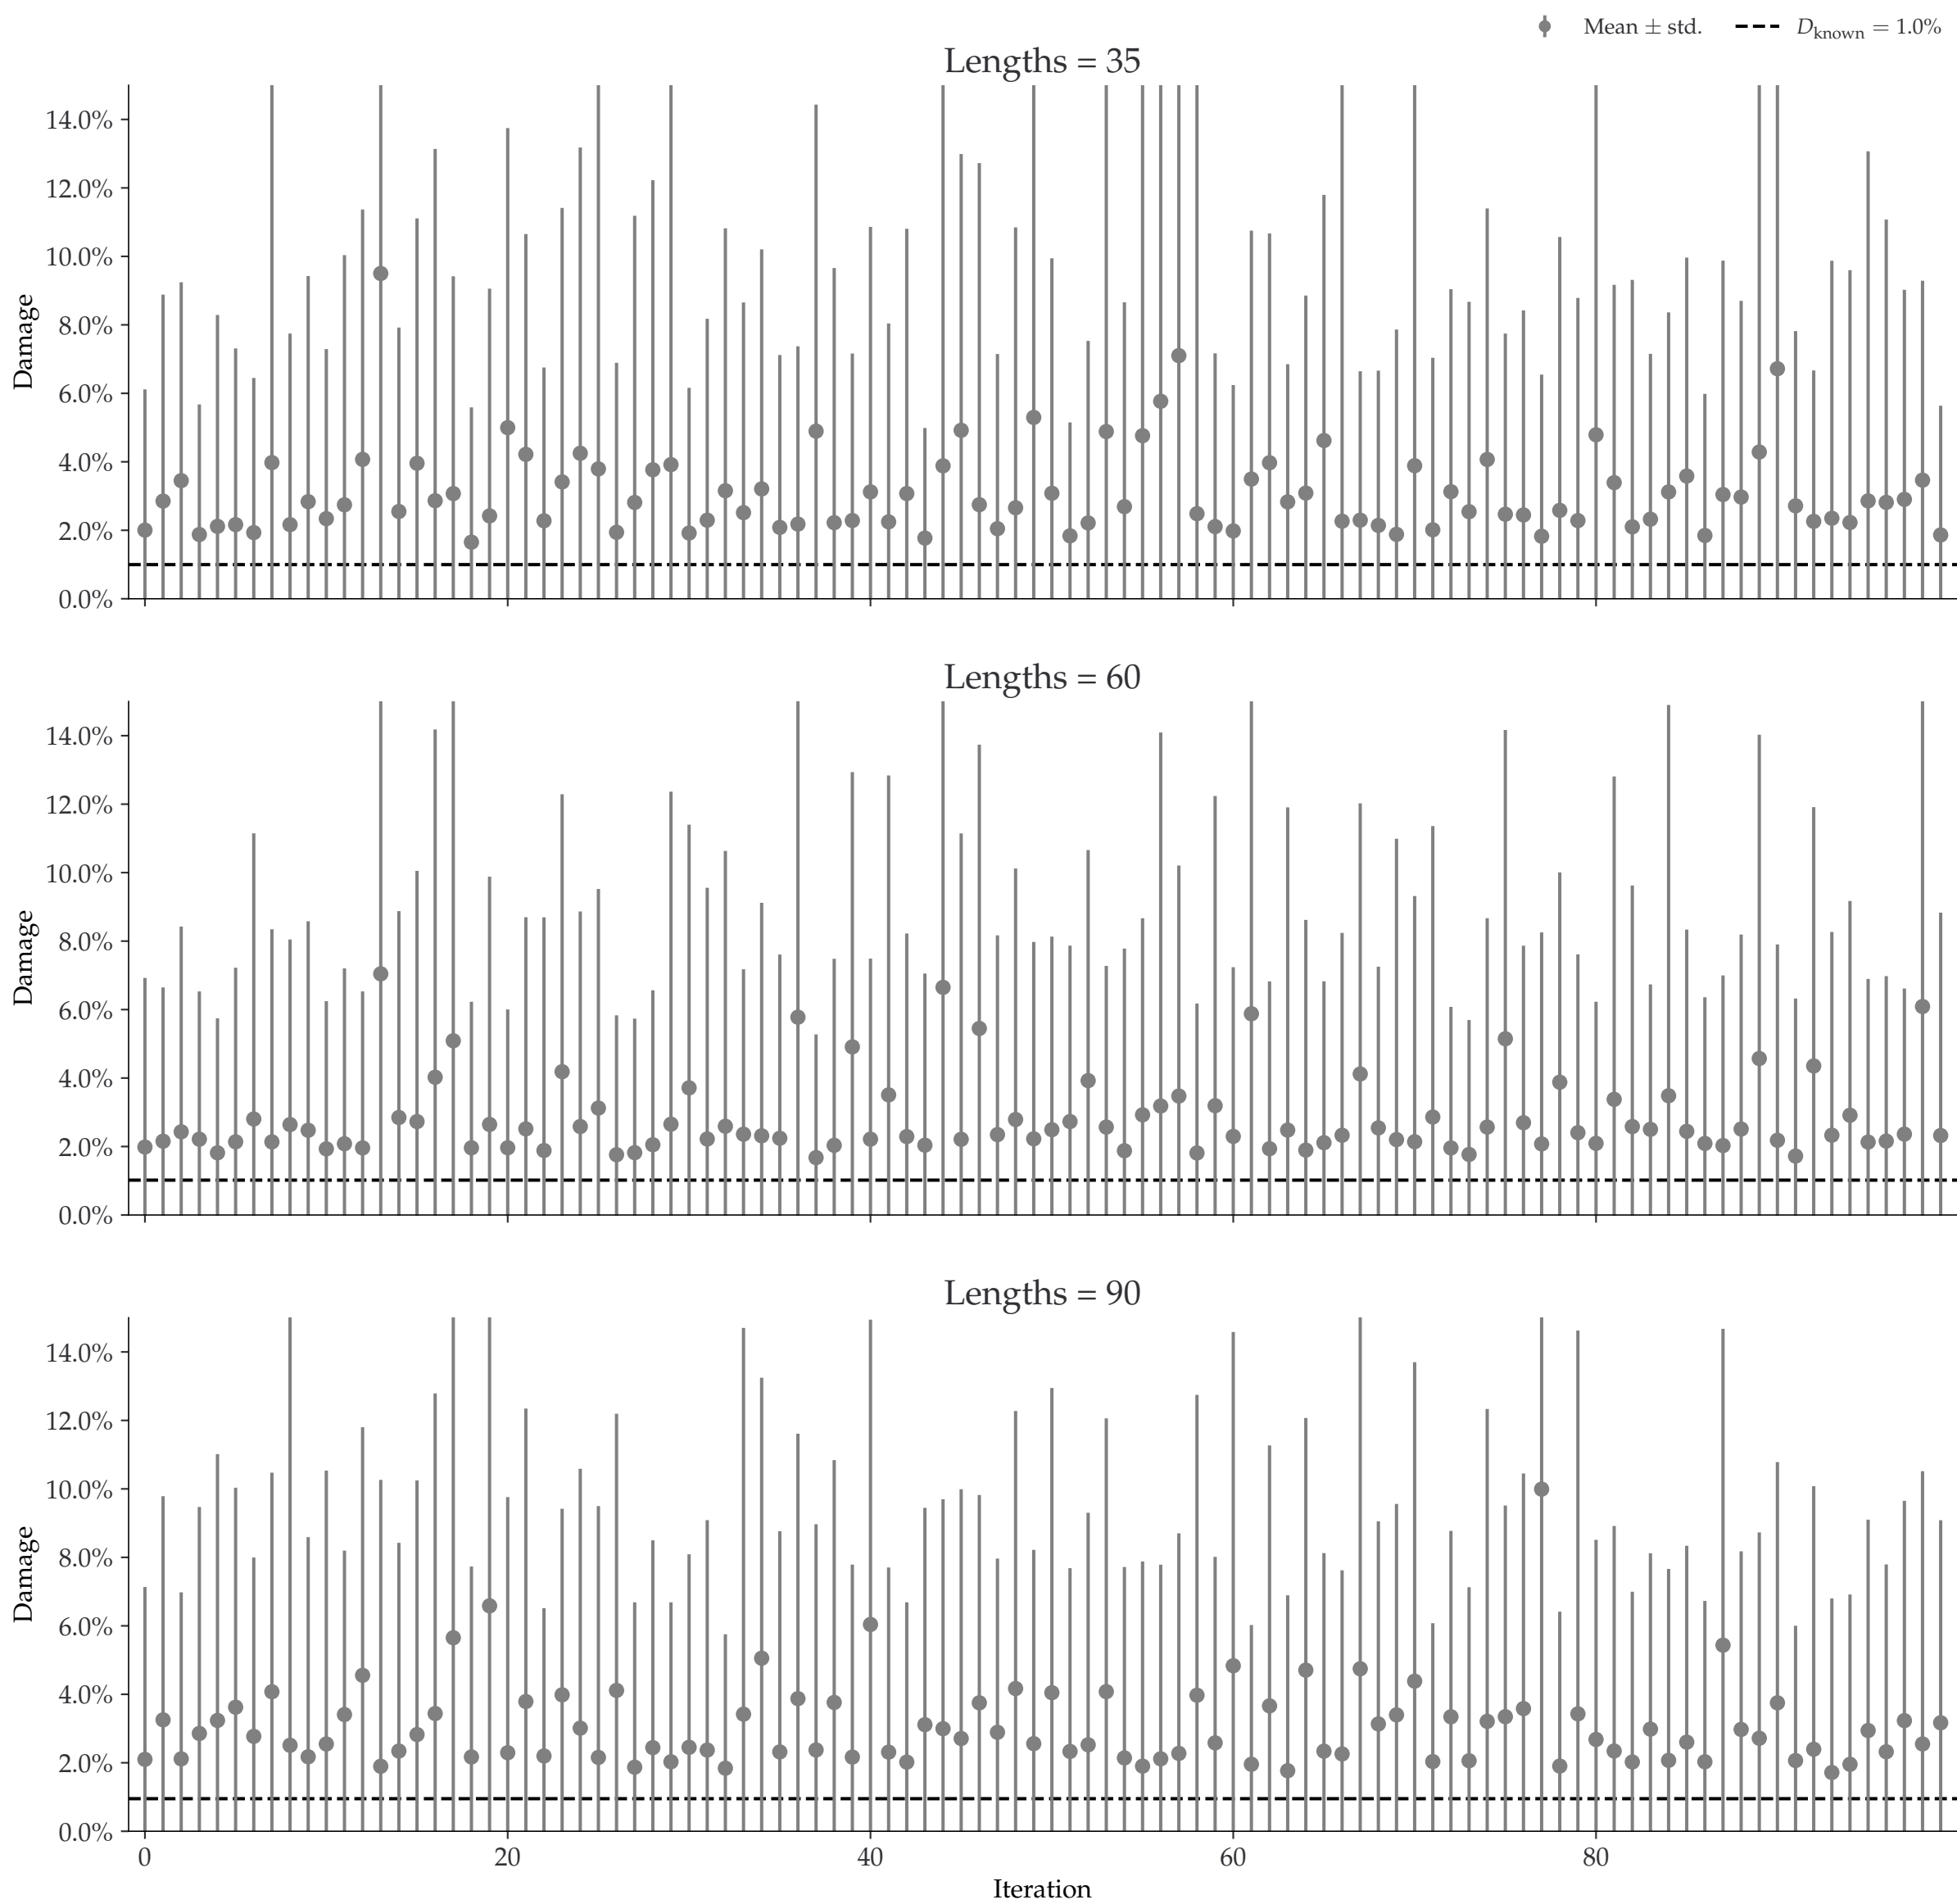 Mean ± std.
D_known = 1.0%
Lengths = 35
14.0%
12.0%
10.0%
8.0%
6.0%
4.0%
2.0%
0.0%
Damage
Lengths = 60
14.0%
12.0%
10.0%
8.0%
6.0%
4.0%
2.0%
0.0%
Damage
Lengths = 90
14.0%
12.0%
10.0%
8.0%
6.0%
4.0%
2.0%
0.0%
Damage
0 20 40 60 80
Iteration